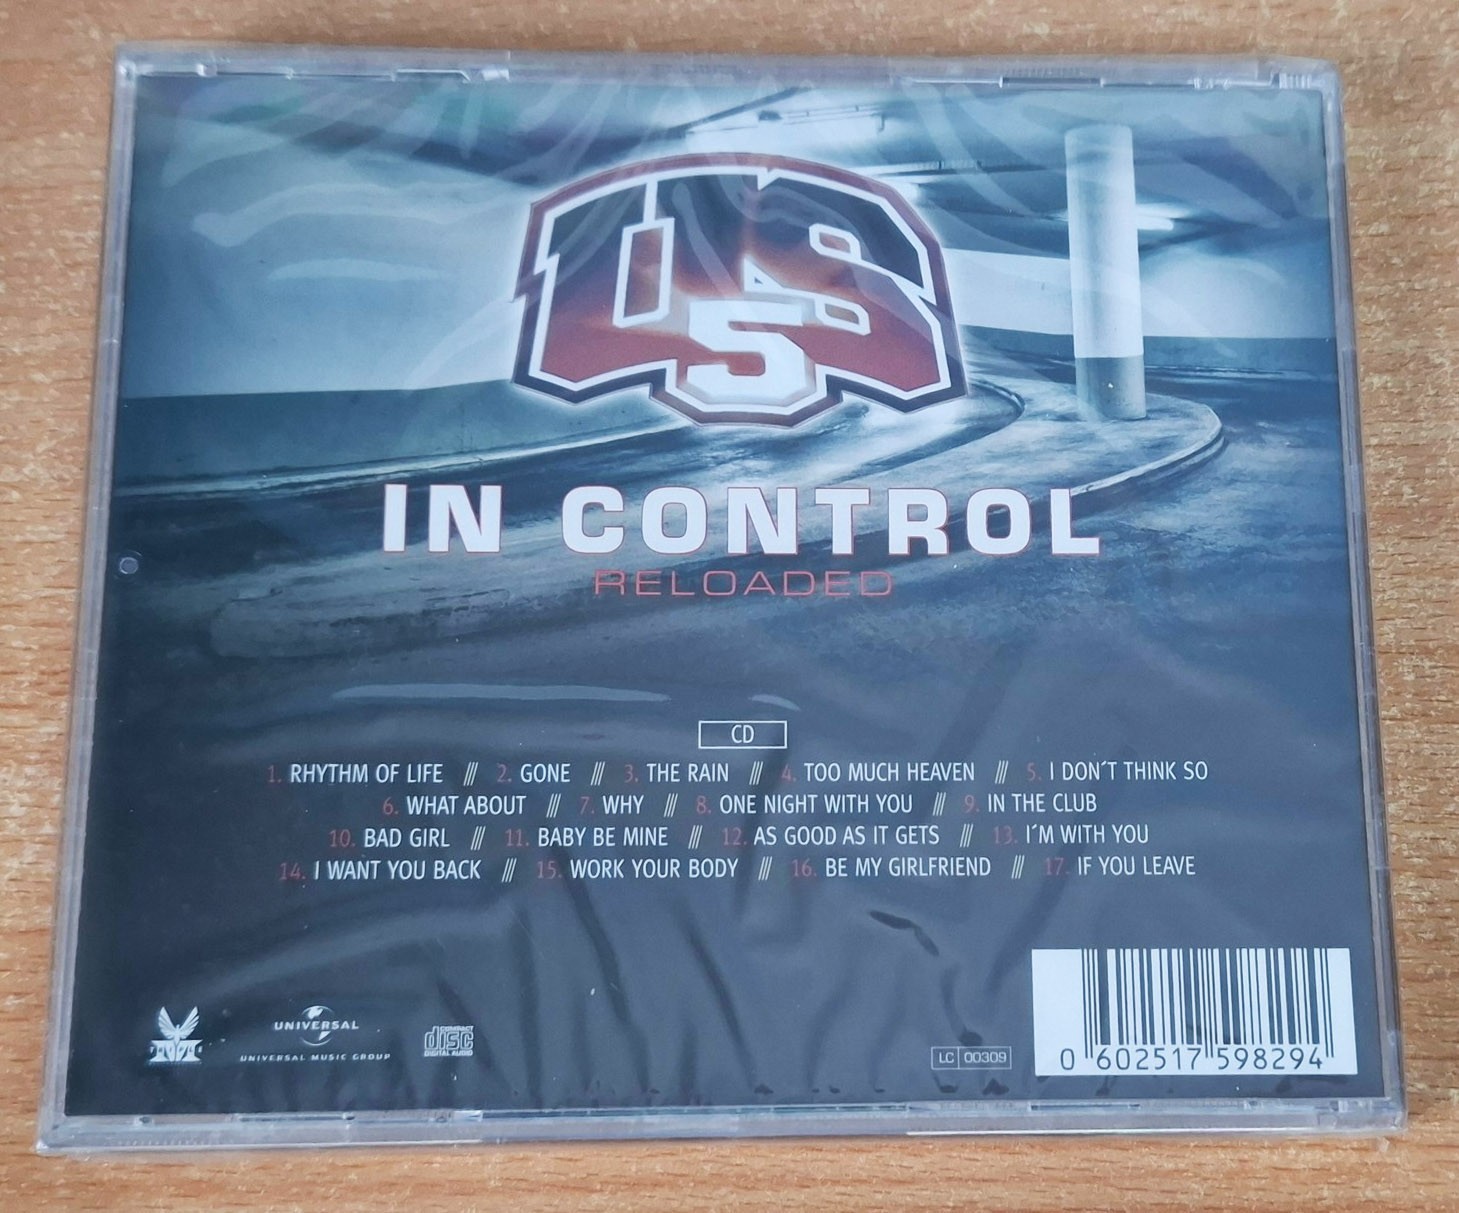 US5
IN CONTROL
RELOADED
CD
1. RHYTHM OF LIFE /// 2. GONE /// 3. THE RAIN /// 4. TOO MUCH HEAVEN /// 5. I DON´T THINK SO
6. WHAT ABOUT /// 7. WHY /// 8. ONE NIGHT WITH YOU /// 9. IN THE CLUB
10. BAD GIRL /// 11. BABY BE MINE /// 12. AS GOOD AS IT GETS /// 13. I´M WITH YOU
14. I WANT YOU BACK /// 15. WORK YOUR BODY /// 16. BE MY GIRLFRIEND /// 17. IF YOU LEAVE
UNIVERSAL
UNIVERSAL MUSIC GROUP
COMPACT
disc
DIGITAL AUDIO
LC 00309
0 602517 598294